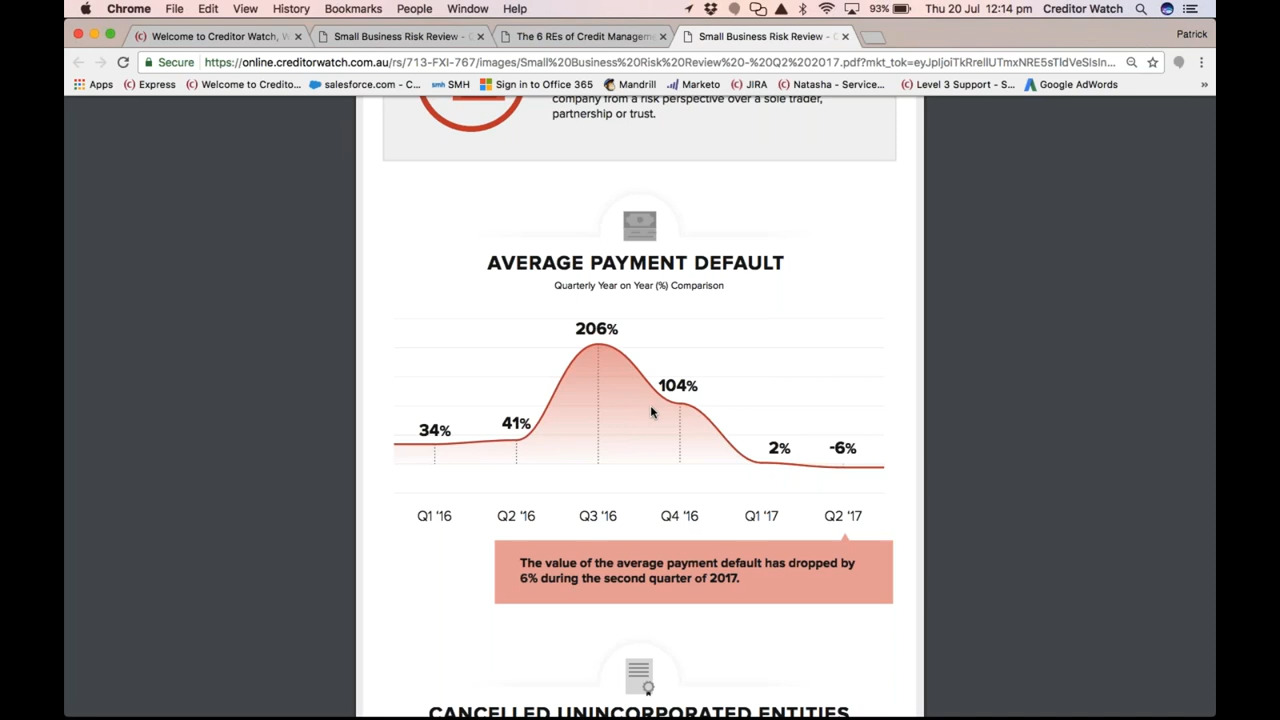 Chrome File Edit View History Bookmarks People Window Help 93% Thu 20 Jul 12:14 pm Creditor Watch
Welcome to Creditor Watch, W Small Business Risk Review - C The 6 REs of Credit Manageme Small Business Risk Review - C Patrick
Secure https://online.creditorwatch.com.au/rs/713-FXI-767/images/Small%20Business%20Risk%20Review%20-%20Q2%202017.pdf?mkt_tok=
Apps Express Welcome to Credito... salesforce.com - C... SMH Sign in to Office 365 Mandrill Marketo JIRA Natasha - Service... Level 3 Support - S... Google AdWords »
company from a risk perspective over a sole trader,
partnership or trust.
AVERAGE PAYMENT DEFAULT
Quarterly Year on Year (%) Comparison
206%
104%
34% 41% 2% -6%
Q1 '16 Q2 '16 Q3 '16 Q4 '16 Q1 '17 Q2 '17
The value of the average payment default has dropped by
6% during the second quarter of 2017.
CANCELLED UNINCORPORATED ENTITIES